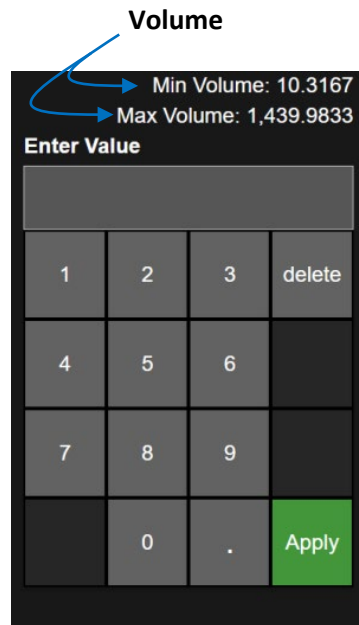 Volume
Min Volume: 10.3167
Max Volume: 1,439.9833
Enter Value
1 2 3 delete
4 5 6
7 8 9
0 . Apply